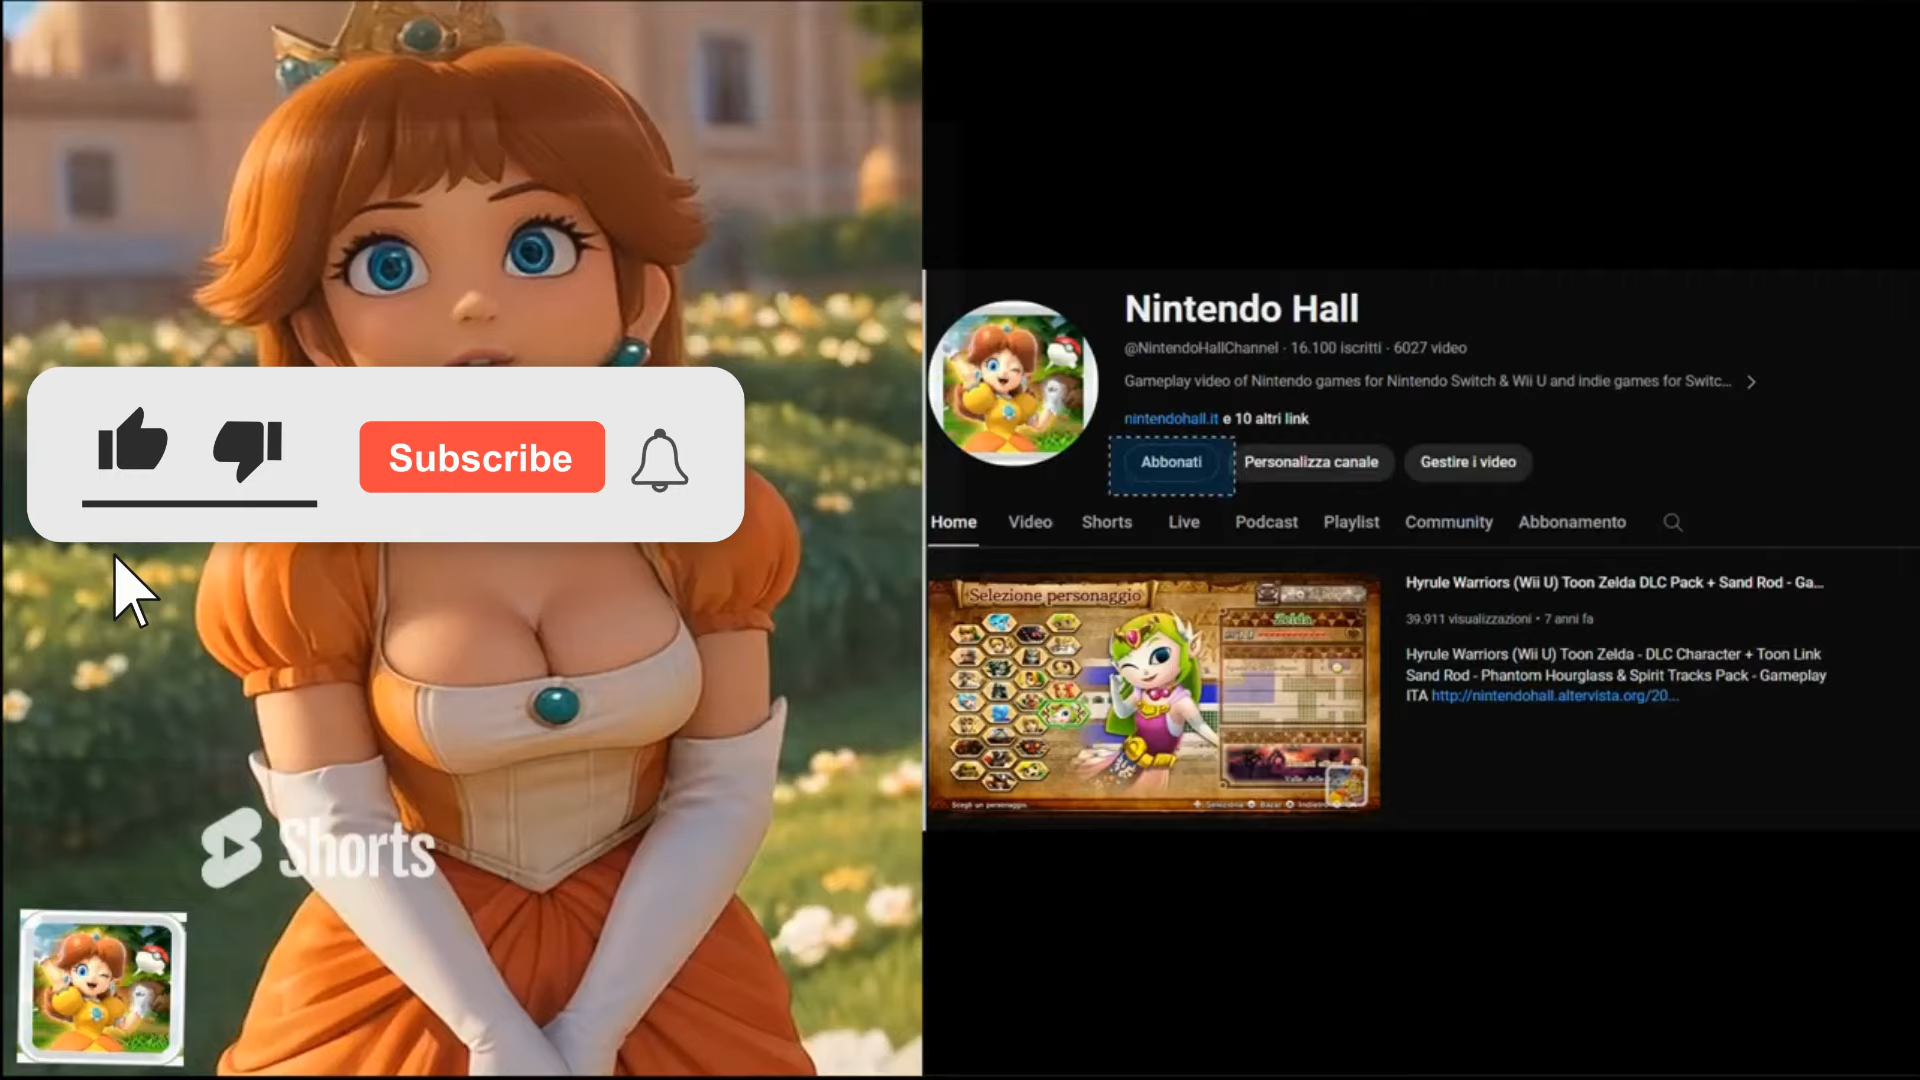 Subscribe
Shorts
Nintendo Hall
@NintendoHallChannel · 16.100 iscritti · 6027 video
Gameplay video of Nintendo games for Nintendo Switch & Wii U and indie games for Switc...
nintendohall.it e 10 altri link
Abbonati
Personalizza canale
Gestire i video
Home
Video
Shorts
Live
Podcast
Playlist
Community
Abbonamento
Selezione personaggio
Zelda
Scegli un personaggio
Hyrule Warriors (Wii U) Toon Zelda DLC Pack + Sand Rod - Ga...
39.911 visualizzazioni • 7 anni fa
Hyrule Warriors (Wii U) Toon Zelda - DLC Character + Toon Link
Sand Rod - Phantom Hourglass & Spirit Tracks Pack - Gameplay
ITA http://nintendohall.altervista.org/20...